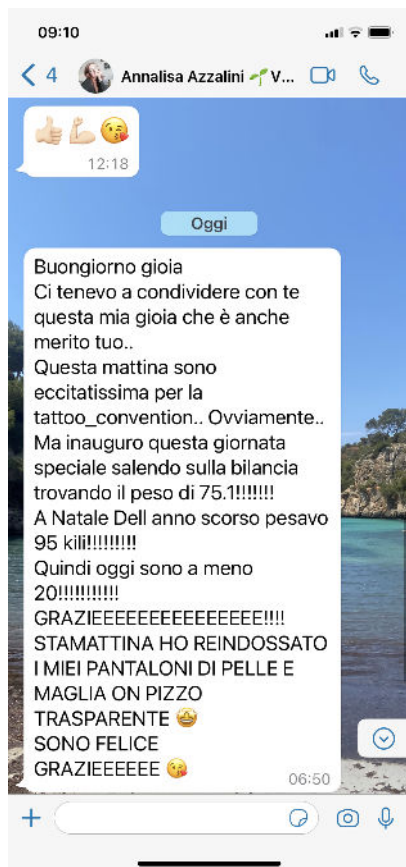 09:10
4 Annalisa Azzalini 🌱 V...
👍🏻💪🏻😘
12:18
Oggi
Buongiorno gioia
Ci tenevo a condividere con te
questa mia gioia che è anche
merito tuo..
Questa mattina sono
eccitatissima per la
tattoo_convention.. Ovviamente..
Ma inauguro questa giornata
speciale salendo sulla bilancia
trovando il peso di 75.1!!!!!!!
A Natale Dell anno scorso pesavo
95 kili!!!!!!!!!
Quindi oggi sono a meno
20!!!!!!!!!!!
GRAZIEEEEEEEEEEEEEEE!!!!
STAMATTINA HO REINDOSSATO
I MIEI PANTALONI DI PELLE E
MAGLIA ON PIZZO
TRASPARENTE 🤩
SONO FELICE
GRAZIEEEEEE 😘
06:50